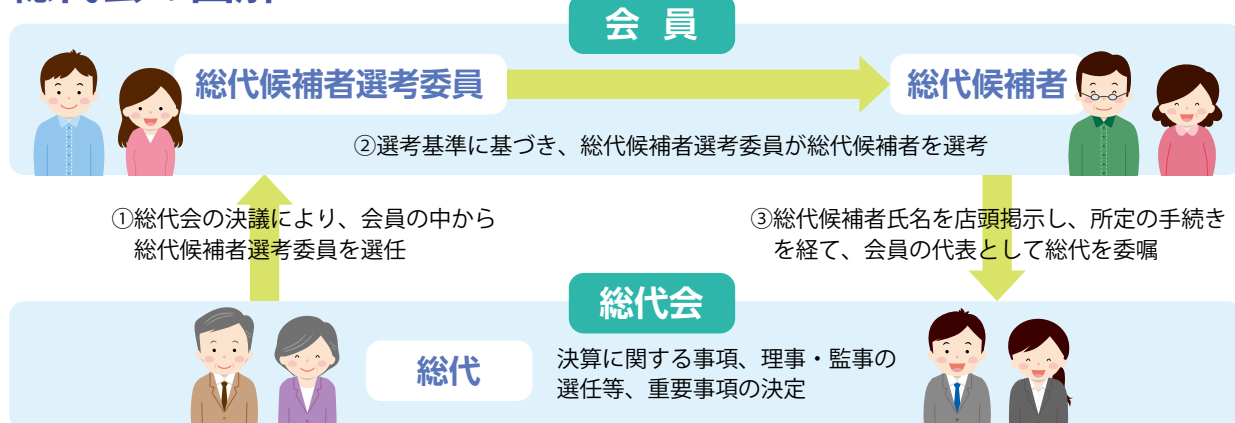 会 員
総代候補者選考委員
総代候補者
②選考基準に基づき、総代候補者選考委員が総代候補者を選考
①総代会の決議により、会員の中から
総代候補者選考委員を選任
③総代候補者氏名を店頭掲示し、所定の手続き
を経て、会員の代表として総代を委嘱
総代会
総代
決算に関する事項、理事・監事の
選任等、重要事項の決定